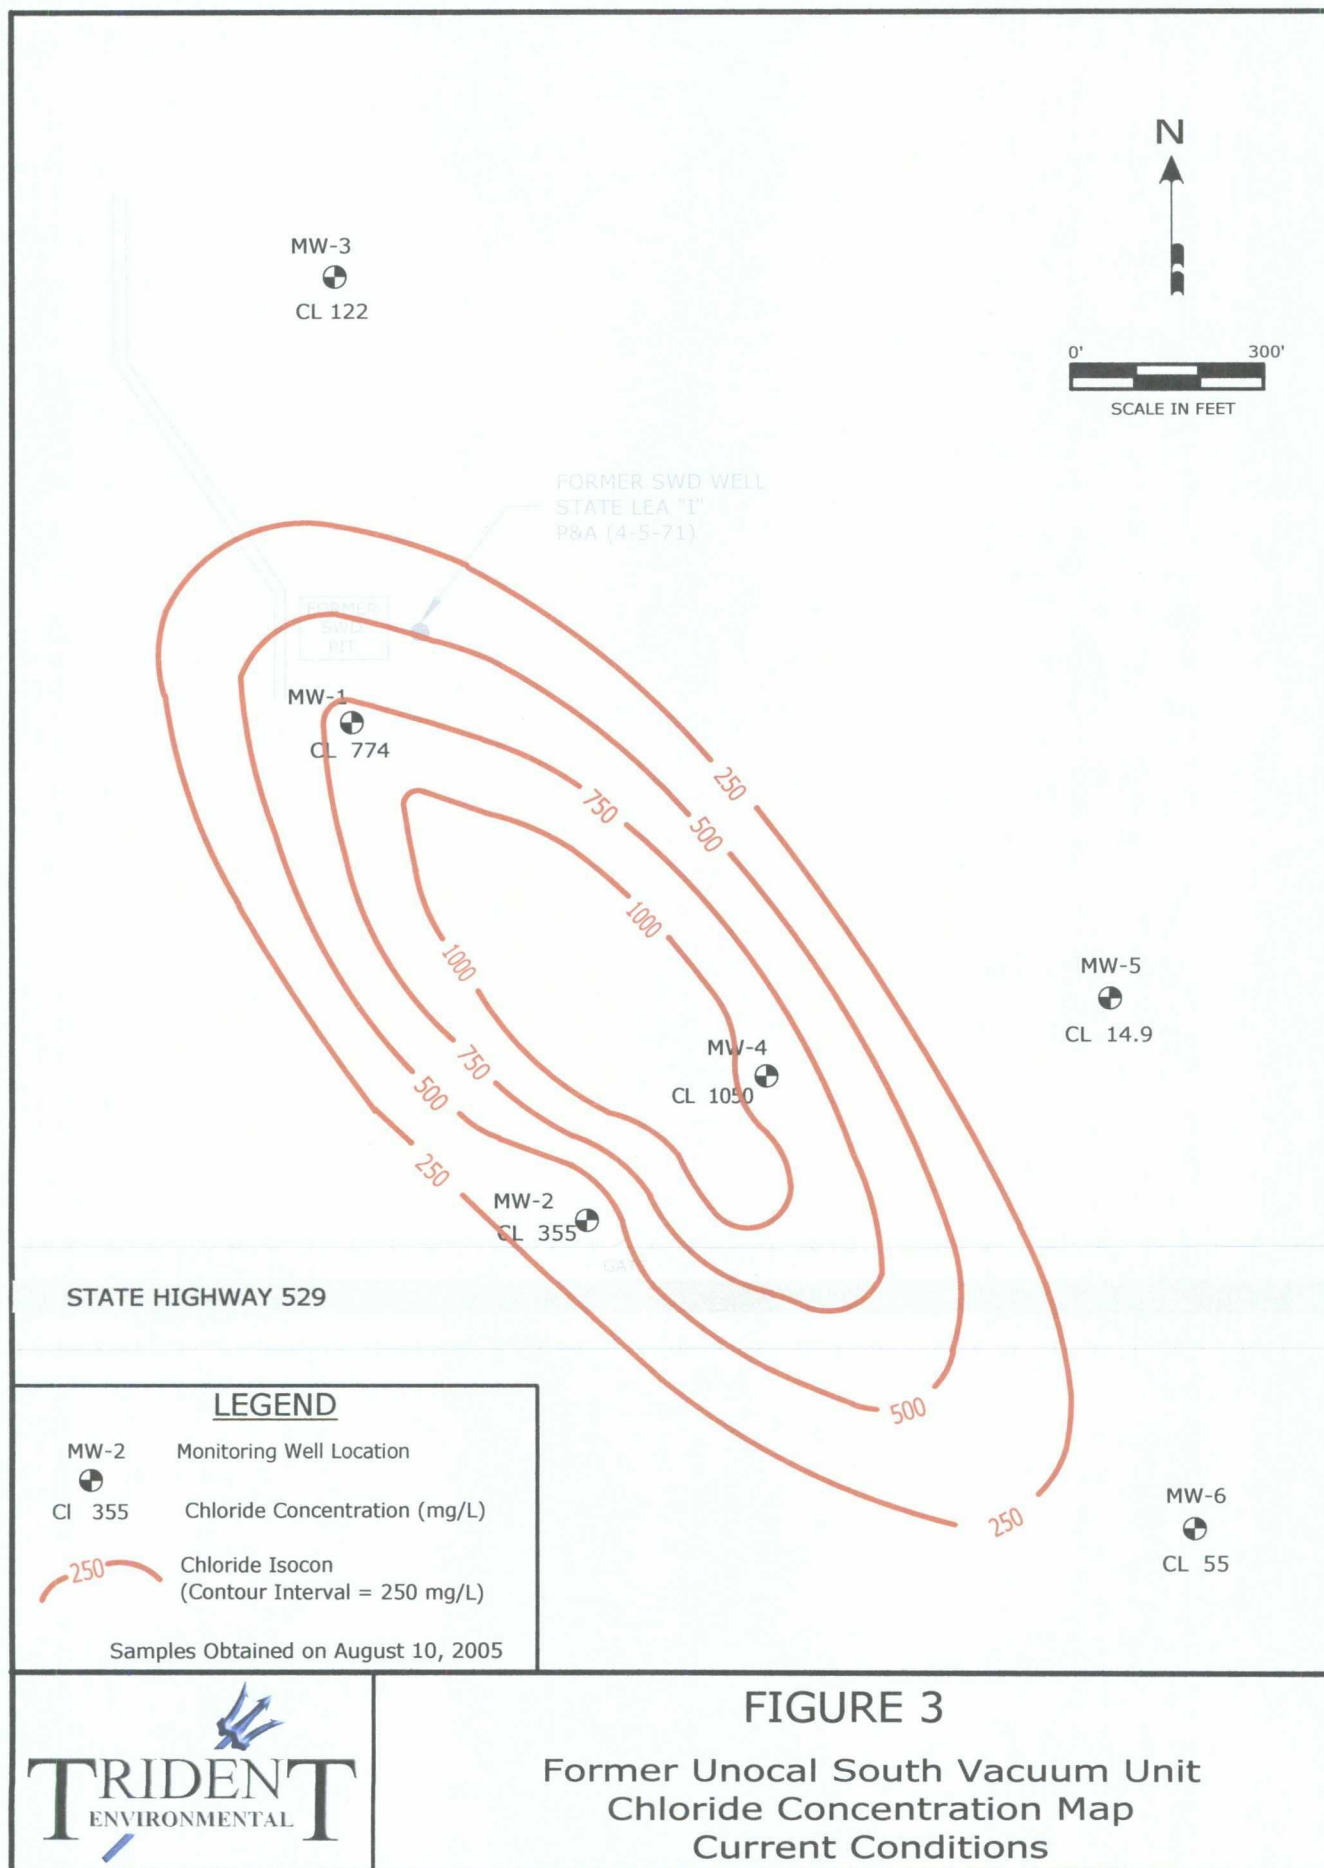 N
0' 300'
SCALE IN FEET
MW-3
CL 122
FORMER SWD WELL
STATE LEA "I"
P&A (4-5-71)
FORMER
SWD
PIT
MW-1
CL 774
250
750
500
1000
1000
MW-5
CL 14.9
MW-4
CL 1050
750
500
250
MW-2
CL 355
STATE HIGHWAY 529
500
250
MW-6
CL 55
LEGEND
MW-2 Monitoring Well Location
Cl 355 Chloride Concentration (mg/L)
250 Chloride Isocon
(Contour Interval = 250 mg/L)
Samples Obtained on August 10, 2005
TRIDENT
ENVIRONMENTAL
FIGURE 3
Former Unocal South Vacuum Unit
Chloride Concentration Map
Current Conditions